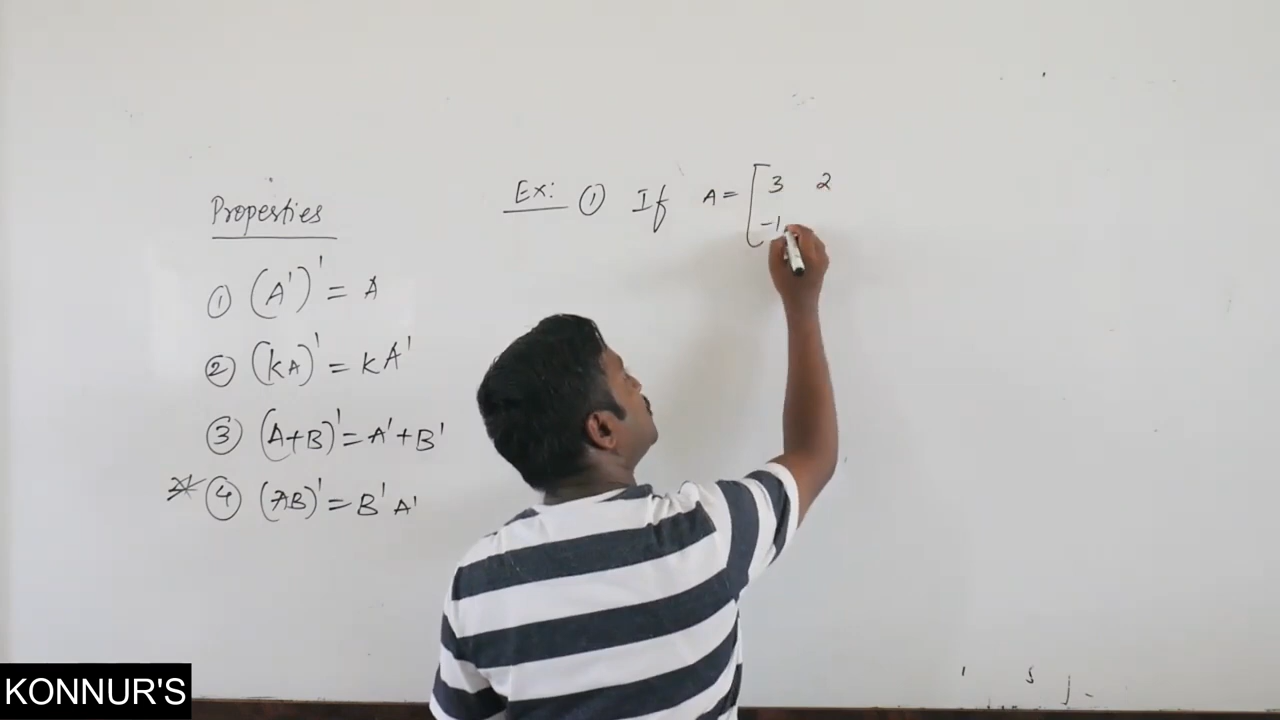 Properties
① (A')' = A
② (KA)' = KA'
③ (A+B)' = A' + B'
④ (AB)' = B' A'
Ex: ① If A = [ 3 2
-1
KONNUR'S